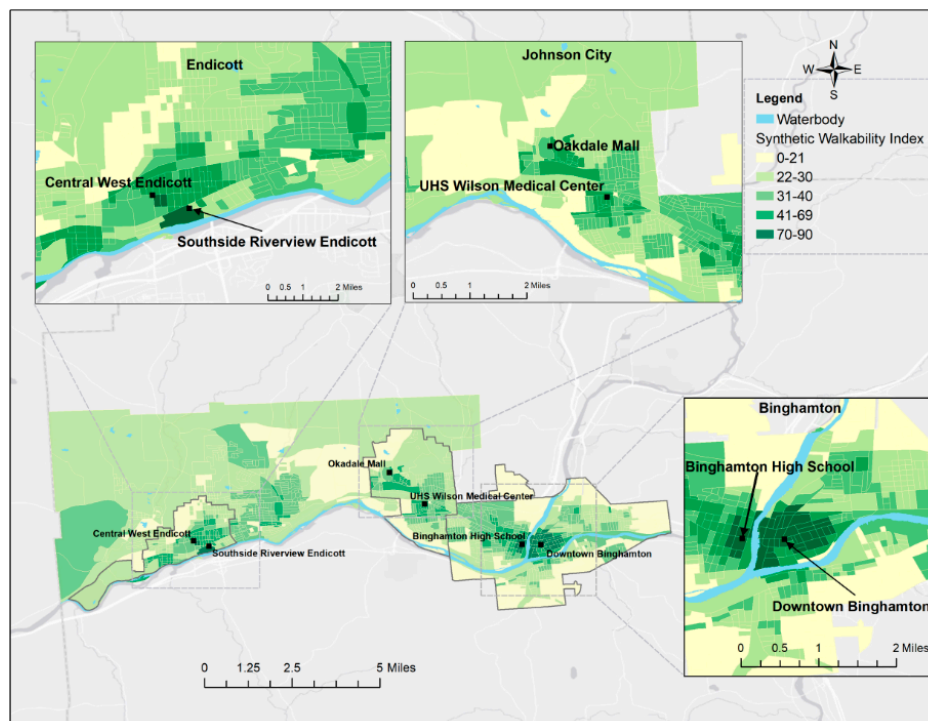 Endicott
Central West Endicott
Southside Riverview Endicott
0 0.5 1 2 Miles
Johnson City
Oakdale Mall
UHS Wilson Medical Center
0 0.5 1 2 Miles
N
W E
S
Legend
Waterbody
Synthetic Walkability Index
0-21
22-30
31-40
41-69
70-90
Okadale Mall
UHS Wilson Medical Center
Central West Endicott
Southside Riverview Endicott
Binghamton High School
Downtown Binghamton
0 1.25 2.5 5 Miles
Binghamton
Binghamton High School
Downtown Binghamton
0 0.5 1 2 Miles